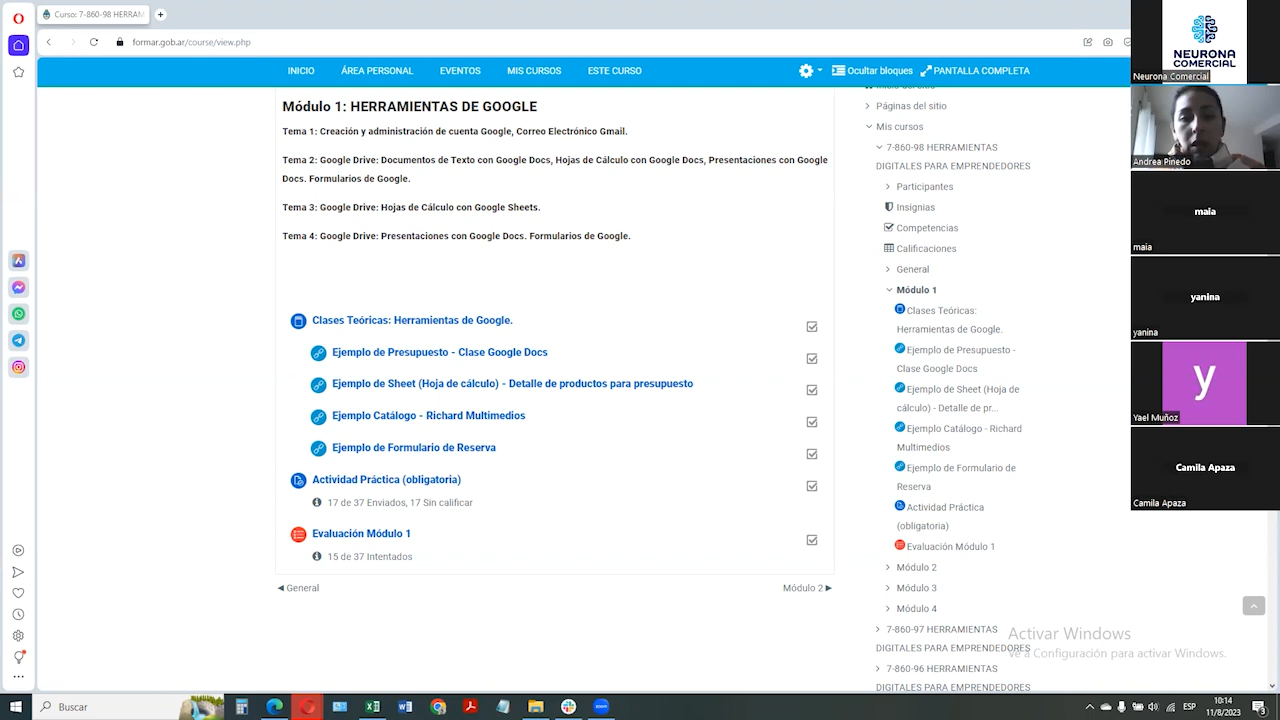 Curso: 7-860-98 HERRAM
formar.gob.ar/course/view.php
INICIO
ÁREA PERSONAL
EVENTOS
MIS CURSOS
ESTE CURSO
Ocultar bloques
PANTALLA COMPLETA
Módulo 1: HERRAMIENTAS DE GOOGLE
Tema 1: Creación y administración de cuenta Google, Correo Electrónico Gmail.
Tema 2: Google Drive: Documentos de Texto con Google Docs, Hojas de Cálculo con Google Docs, Presentaciones con Google
Docs. Formularios de Google.
Tema 3: Google Drive: Hojas de Cálculo con Google Sheets.
Tema 4: Google Drive: Presentaciones con Google Docs. Formularios de Google.
Clases Teóricas: Herramientas de Google.
Ejemplo de Presupuesto - Clase Google Docs
Ejemplo de Sheet (Hoja de cálculo) - Detalle de productos para presupuesto
Ejemplo Catálogo - Richard Multimedios
Ejemplo de Formulario de Reserva
Actividad Práctica (obligatoria)
17 de 37 Enviados, 17 Sin calificar
Evaluación Módulo 1
15 de 37 Intentados
◀ General
Módulo 2 ▶
Páginas del sitio
Mis cursos
7-860-98 HERRAMIENTAS
DIGITALES PARA EMPRENDEDORES
Participantes
Insignias
Competencias
Calificaciones
General
Módulo 1
Clases Teóricas:
Herramientas de Google.
Ejemplo de Presupuesto -
Clase Google Docs
Ejemplo de Sheet (Hoja de
cálculo) - Detalle de pr...
Ejemplo Catálogo - Richard
Multimedios
Ejemplo de Formulario de
Reserva
Actividad Práctica
(obligatoria)
Evaluación Módulo 1
Módulo 2
Módulo 3
Módulo 4
7-860-97 HERRAMIENTAS
DIGITALES PARA EMPRENDEDORES
7-860-96 HERRAMIENTAS
DIGITALES PARA EMPRENDEDORES
Activar Windows
Ve a Configuración para activar Windows.
NEURONA
COMERCIAL
Neurona Comercial
Andrea Pinedo
maia
maia
yanina
yanina
y
Yael Muñoz
Camila Apaza
Camila Apaza
Buscar
ESP
10:14
11/8/2023